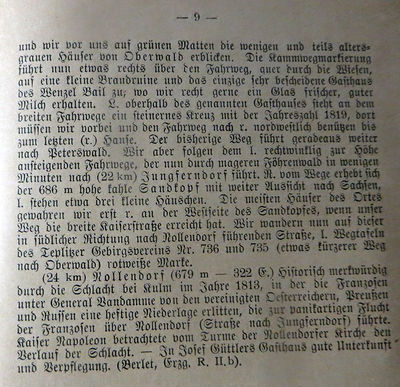 — 9 —
und wir vor uns auf grünen Matten die wenigen und teils alters-
grauen Häuser von Oberwald erblicken. Die Kammwegmarkierung
führt nun etwas rechts über den Fahrweg, quer durch die Wiesen,
auf eine kleine Brandruine und das einzige sehr bescheidene Gasthaus
des Wenzel Bail zu; wo wir recht gerne ein Glas frischer, guter
Milch erhalten. L. oberhalb des genannten Gasthauses steht an dem
breiten Fahrwege ein steinernes Kreuz mit der Jahreszahl 1819, dort
müssen wir vorbei und den Fahrweg nach r. nordwestlich benützen bis
zum letzten (r.) Hanse. Der bisherige Weg führt geradeaus weiter
nach Peterswald. Wir aber folgen dem l. rechtwinklig zur Höhe
ansteigenden Fahrwege, der nun durch mageren Föhrenwald in wenigen
Minuten nach (22 km) Jungferndorf führt. R. vom Wege erhebt sich
der 686 m hohe kahle Sandkopf mit weiter Aussicht nach Sachsen,
l. stehen etwa drei kleine Häuschen. Die meisten Häuser des Ortes
gewahren wir erst r. an der Westseite des Sandkopfes, wenn unser
Weg die breite Kaiserstraße erreicht hat. Wir wandern nun auf dieser
in südlicher Richtung nach Nollendorf führenden Straße, l. Wegtafeln
des Teplitzer Gebirgsvereins Nr. 736 und 735 (etwas kürzerer Weg
nach Oberwald) rotweiße Marke.
(24 km) Nollendorf (679 m — 322 E.) Historisch merkwürdig
durch die Schlacht bei Kulm im Jahre 1813, in der die Franzosen
unter General Vandamme von den vereinigten Oesterreichern, Preußen
und Russen eine heftige Niederlage erlitten, die zur panikartigen Flucht
der Franzosen über Nollendorf (Straße nach Jungferndorf) führte.
Kaiser Napoleon betrachtete vom Turme der Nollendorfer Kirche den
Verlauf der Schlacht. — In Josef Güttlers Gasthaus gute Unterkunft
und Verpflegung. (Berlet, Erzg. R. II. b).